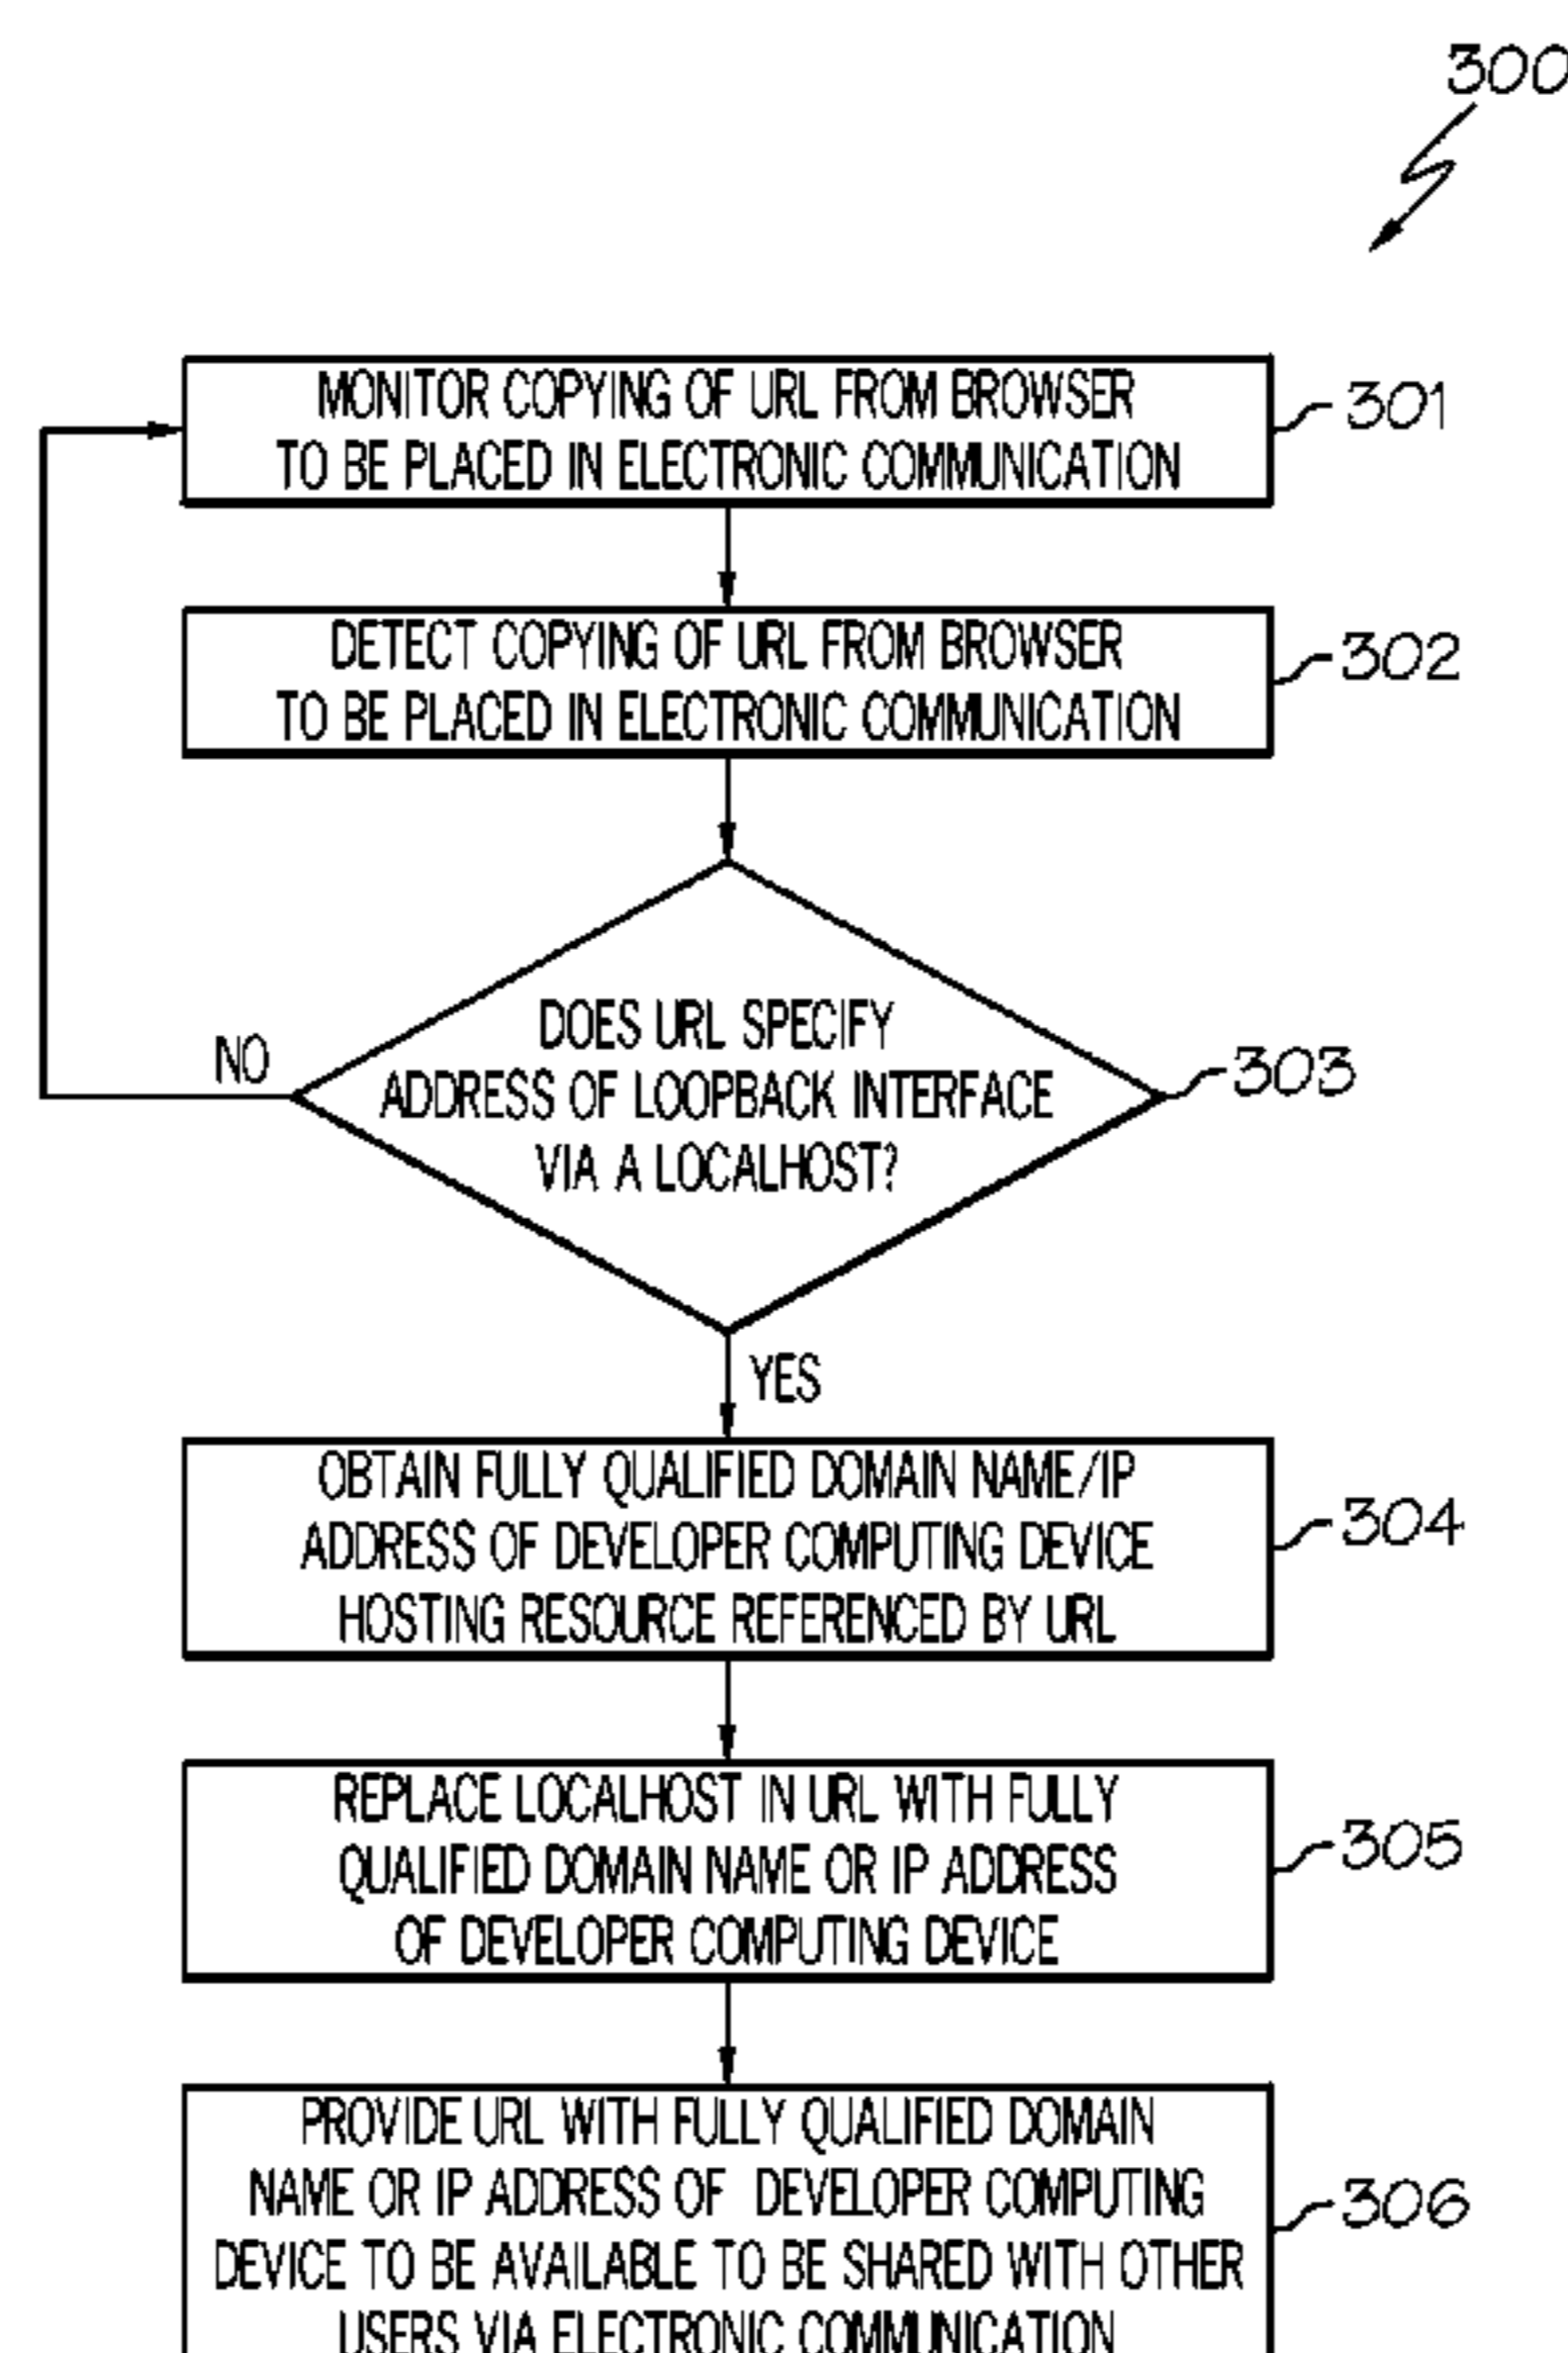 300
MONITOR COPYING OF URL FROM BROWSER
TO BE PLACED IN ELECTRONIC COMMUNICATION
301
DETECT COPYING OF URL FROM BROWSER
TO BE PLACED IN ELECTRONIC COMMUNICATION
302
DOES URL SPECIFY
ADDRESS OF LOOPBACK INTERFACE
VIA A LOCALHOST?
303
NO
YES
OBTAIN FULLY QUALIFIED DOMAIN NAME/IP
ADDRESS OF DEVELOPER COMPUTING DEVICE
HOSTING RESOURCE REFERENCED BY URL
304
REPLACE LOCALHOST IN URL WITH FULLY
QUALIFIED DOMAIN NAME OR IP ADDRESS
OF DEVELOPER COMPUTING DEVICE
305
PROVIDE URL WITH FULLY QUALIFIED DOMAIN
NAME OR IP ADDRESS OF DEVELOPER COMPUTING
DEVICE TO BE AVAILABLE TO BE SHARED WITH OTHER
USERS VIA ELECTRONIC COMMUNICATION
306